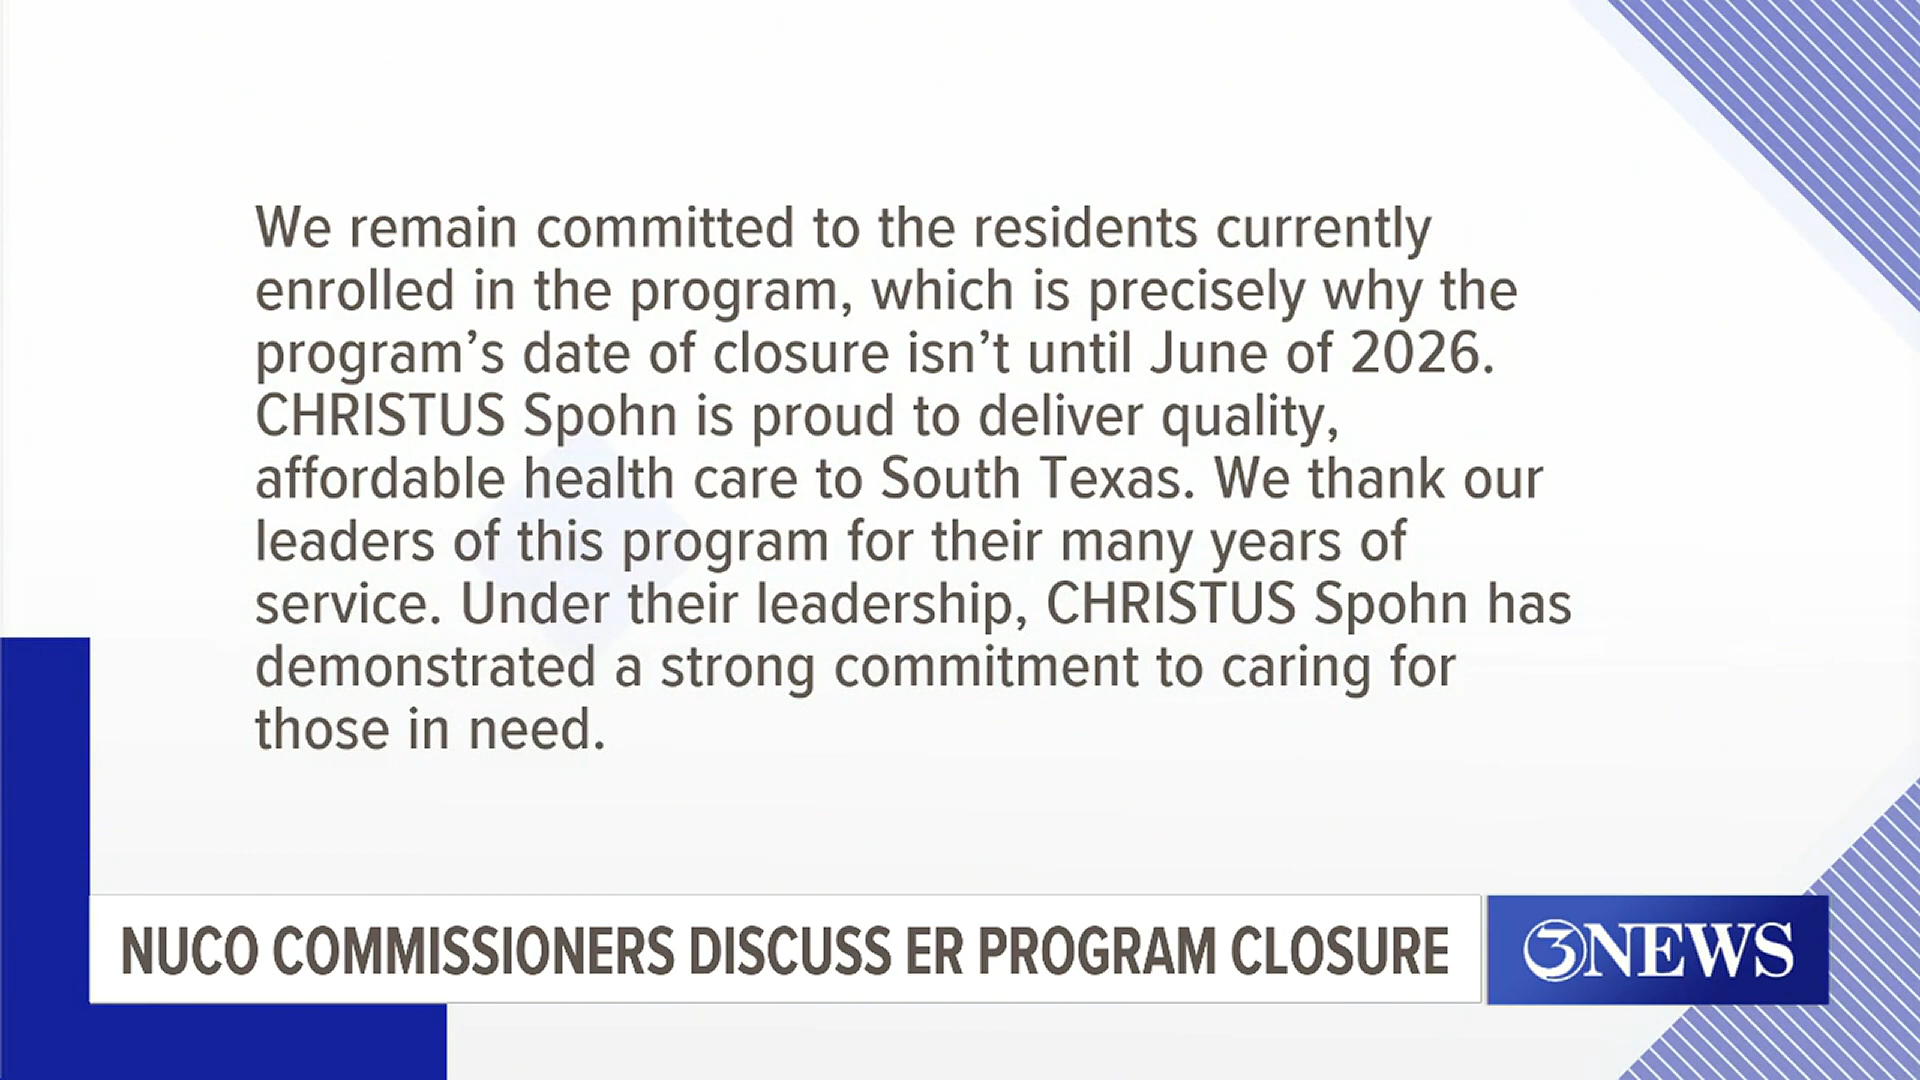 We remain committed to the residents currently
enrolled in the program, which is precisely why the
program’s date of closure isn’t until June of 2026.
CHRISTUS Spohn is proud to deliver quality,
affordable health care to South Texas. We thank our
leaders of this program for their many years of
service. Under their leadership, CHRISTUS Spohn has
demonstrated a strong commitment to caring for
those in need.
NUCO COMMISSIONERS DISCUSS ER PROGRAM CLOSURE
3NEWS